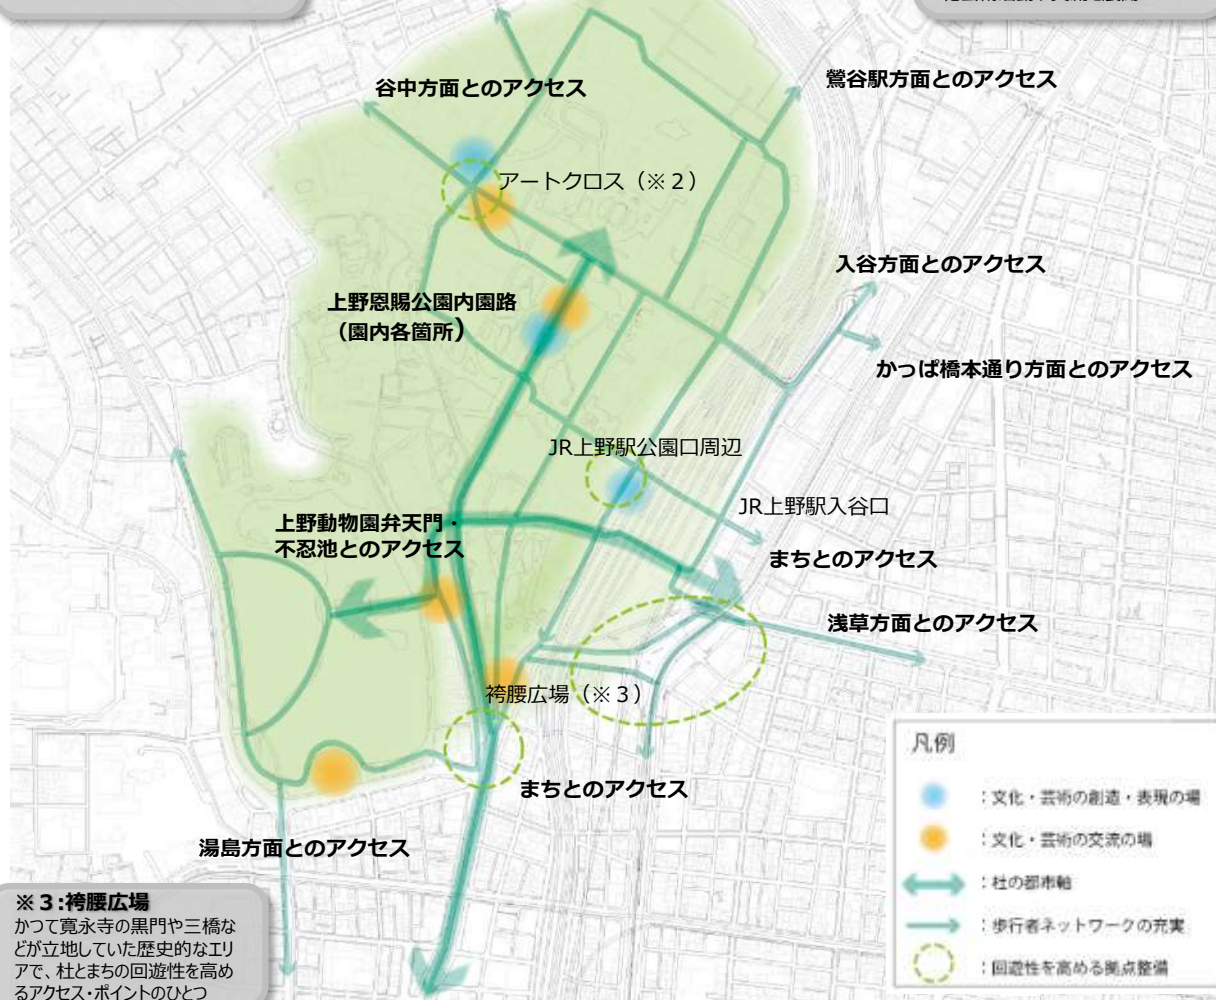 谷中方面とのアクセス
鶯谷駅方面とのアクセス
アートクロス（※２）
入谷方面とのアクセス
上野恩賜公園内園路
（園内各箇所）
かっぱ橋本通り方面とのアクセス
JR上野駅公園口周辺
JR上野駅入谷口
上野動物園弁天門・
不忍池とのアクセス
まちとのアクセス
浅草方面とのアクセス
袴腰広場（※３）
まちとのアクセス
湯島方面とのアクセス
凡例
：文化・芸術の創造・表現の場
：文化・芸術の交流の場
：杜の都市軸
：歩行者ネットワークの充実
：回遊性を高める拠点整備
※３:袴腰広場
かつて寛永寺の黒門や三橋な
どが立地していた歴史的なエリ
アで、杜とまちの回遊性を高め
るアクセス・ポイントのひとつ